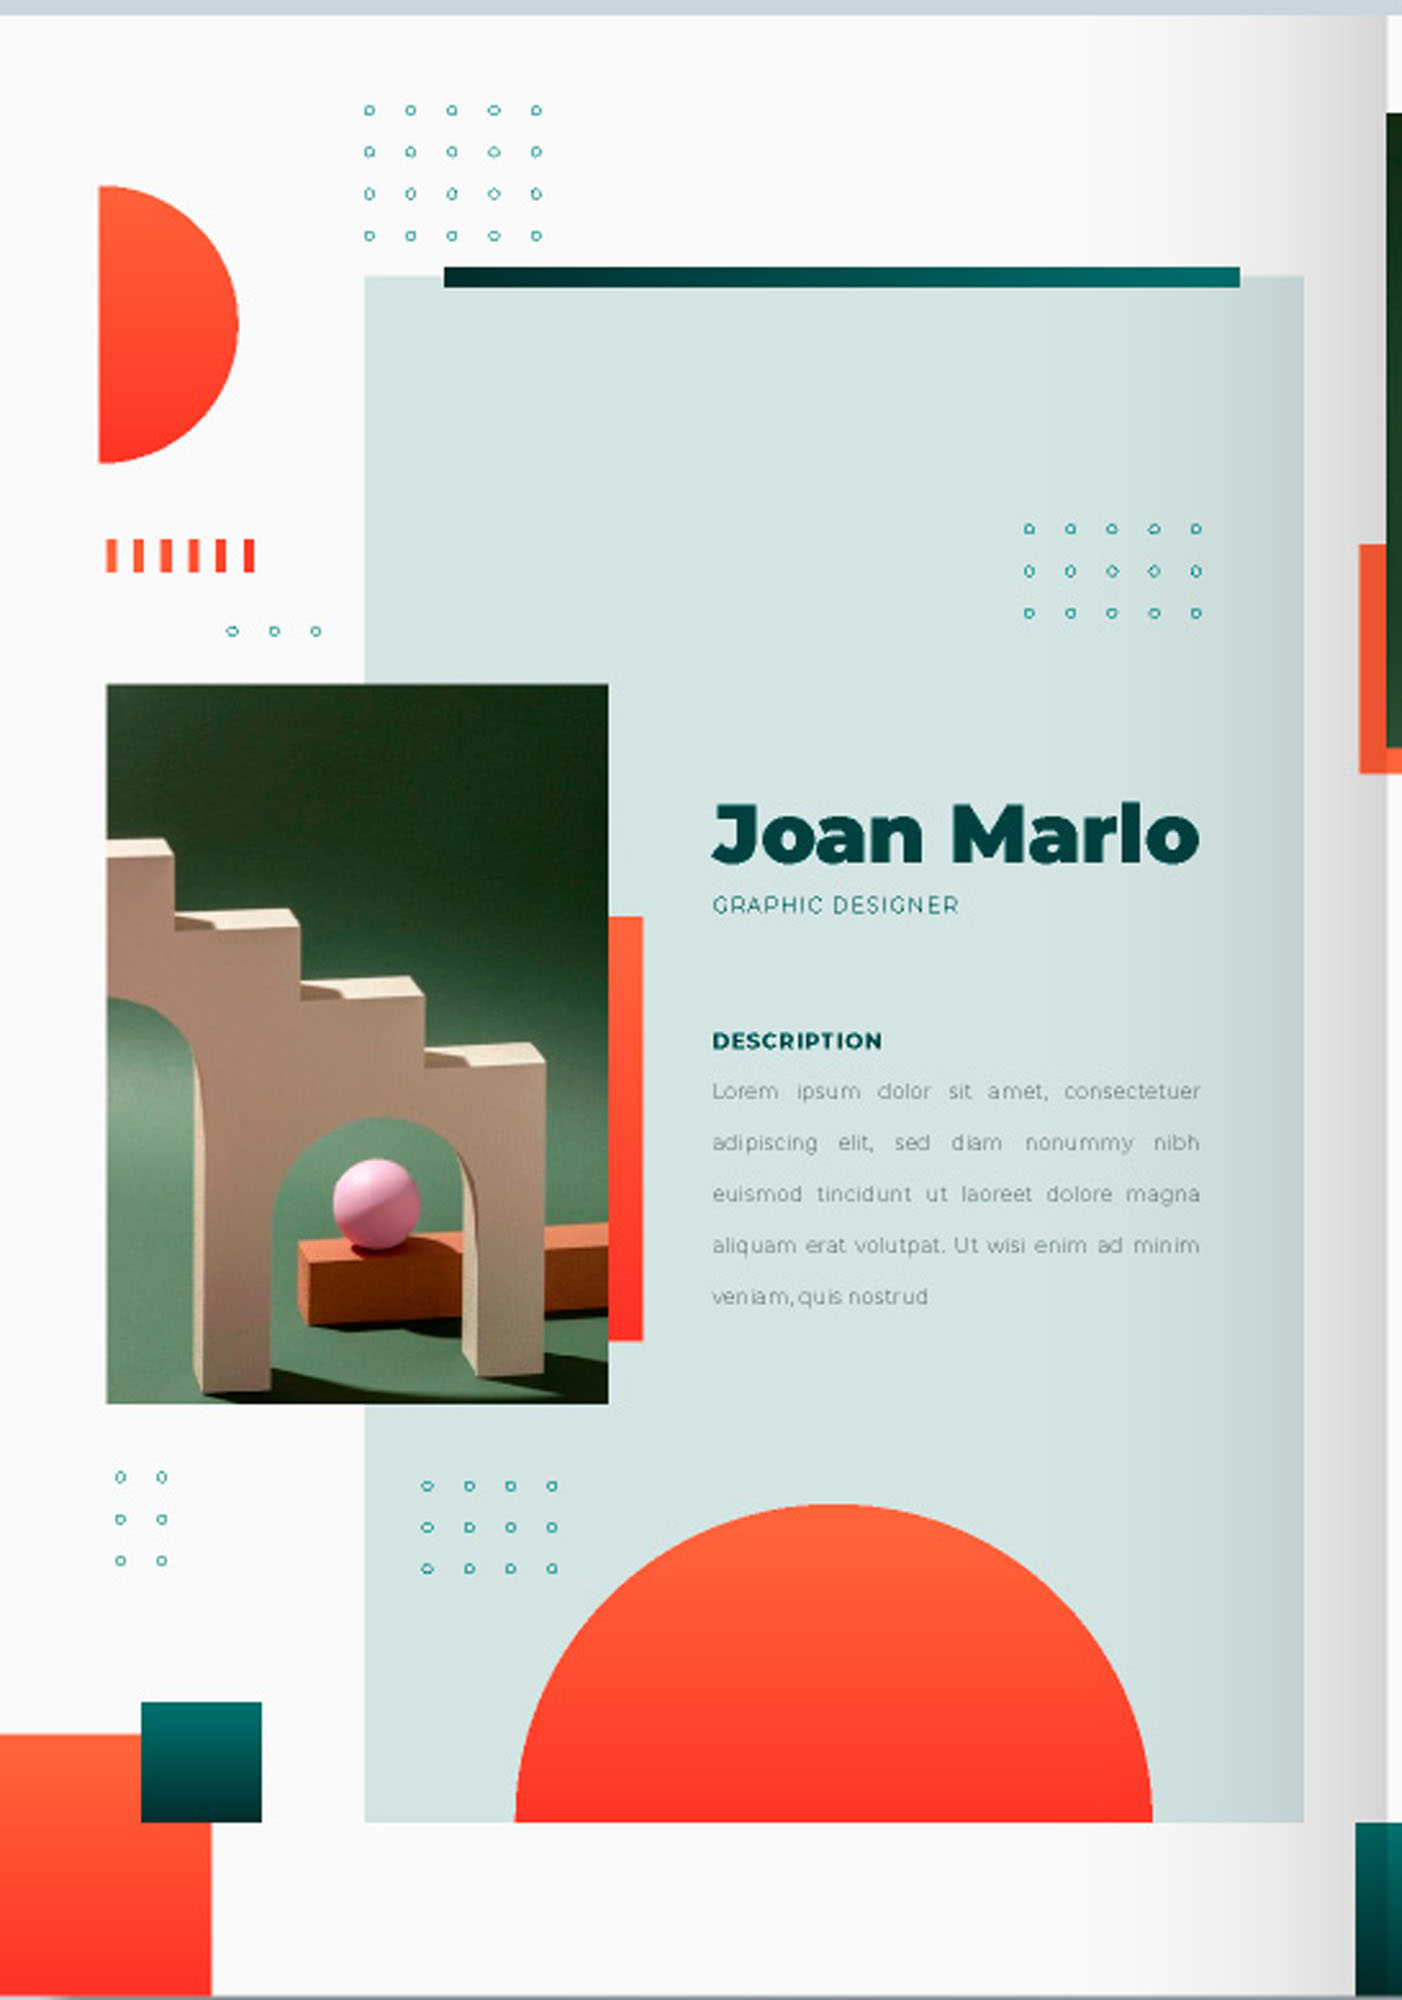 Joan Marlo
GRAPHIC DESIGNER
DESCRIPTION
Lorem ipsum dolor sit amet, consectetuer
adipiscing elit, sed diam nonummy nibh
euismod tincidunt ut laoreet dolore magna
aliquam erat volutpat. Ut wisi enim ad minim
veniam, quis nostrud